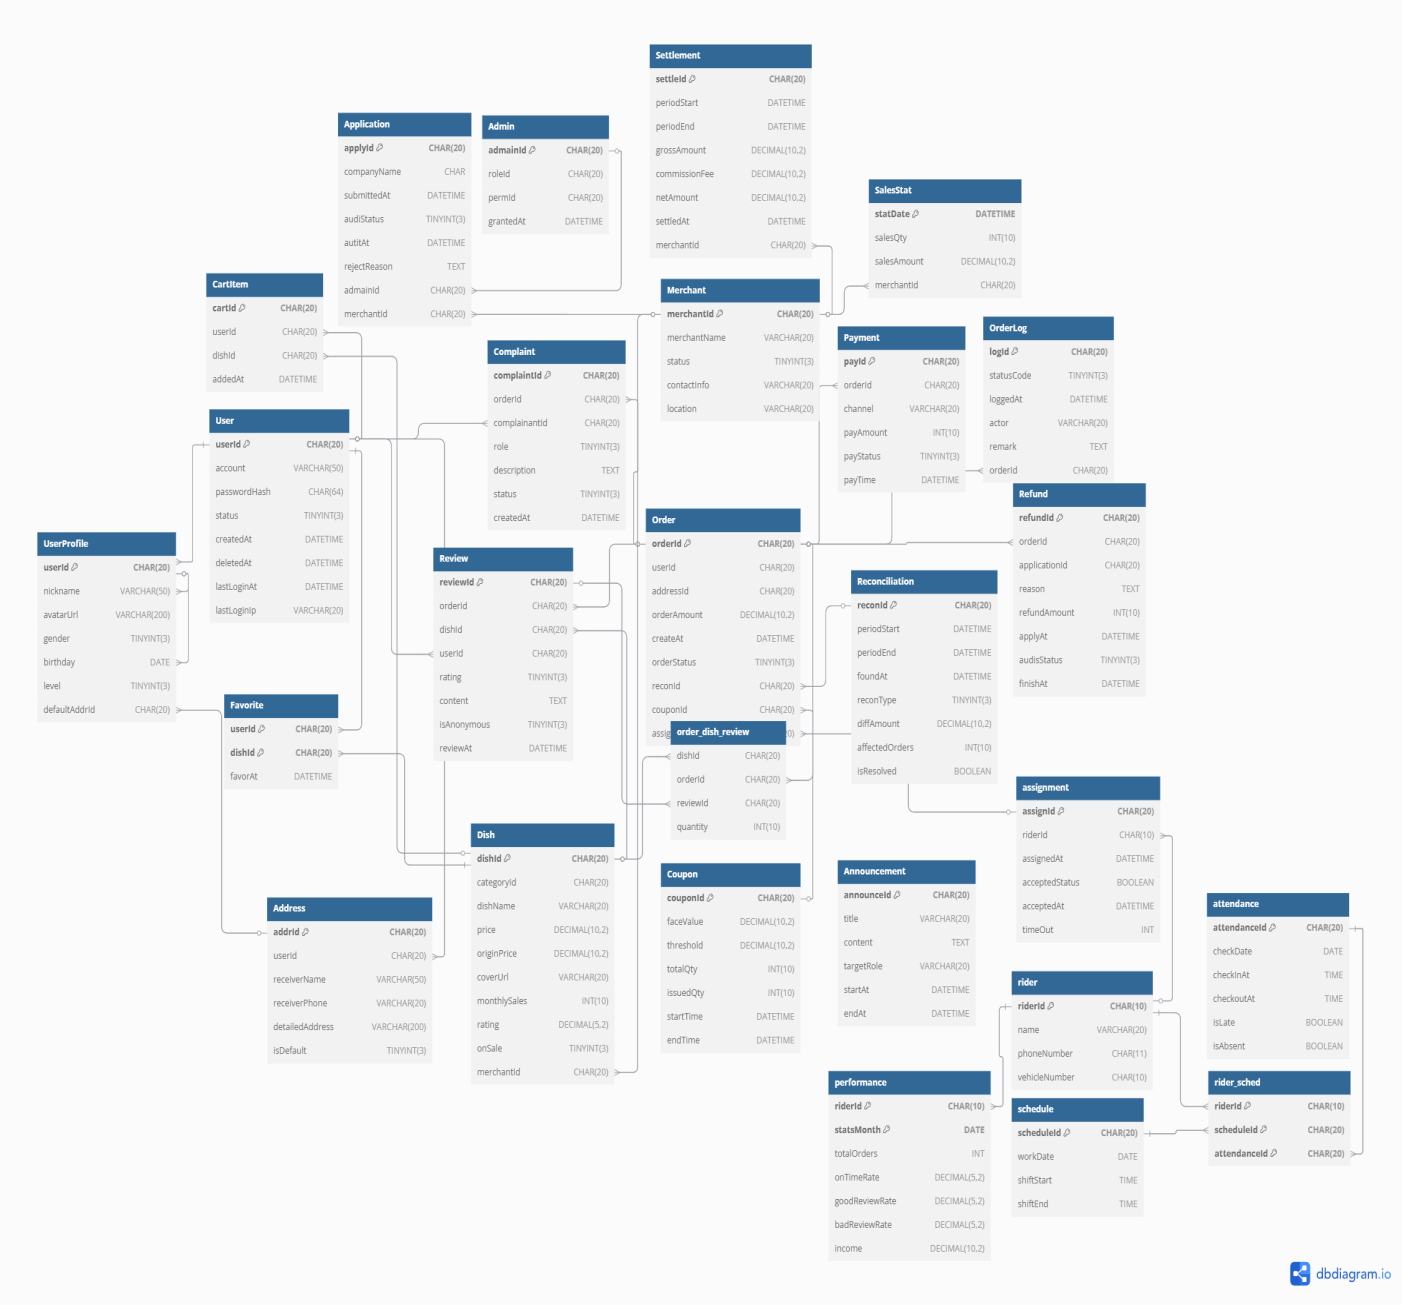 Settlement
settleId CHAR(20)
periodStart DATETIME
periodEnd DATETIME
grossAmount DECIMAL(10,2)
commissionFee DECIMAL(10,2)
netAmount DECIMAL(10,2)
settledAt DATETIME
merchantId CHAR(20)
Application
applyId CHAR(20)
companyName CHAR
submittedAt DATETIME
audiStatus TINYINT(3)
autitAt DATETIME
rejectReason TEXT
admainId CHAR(20)
merchantId CHAR(20)
Admin
admainId CHAR(20)
roleId CHAR(20)
permId CHAR(20)
grantedAt DATETIME
SalesStat
statDate DATETIME
salesQty INT(10)
salesAmount DECIMAL(10,2)
merchantId CHAR(20)
CartItem
cartId CHAR(20)
userId CHAR(20)
dishId CHAR(20)
addedAt DATETIME
Merchant
merchantId CHAR(20)
merchantName VARCHAR(20)
status TINYINT(3)
contactInfo VARCHAR(20)
location VARCHAR(20)
Payment
payId CHAR(20)
orderId CHAR(20)
channel VARCHAR(20)
payAmount INT(10)
payStatus TINYINT(3)
payTime DATETIME
OrderLog
logId CHAR(20)
statusCode TINYINT(3)
loggedAt DATETIME
actor VARCHAR(20)
remark TEXT
orderId CHAR(20)
Complaint
complaintId CHAR(20)
orderId CHAR(20)
complainantId CHAR(20)
role TINYINT(3)
description TEXT
status TINYINT(3)
createdAt DATETIME
User
userId CHAR(20)
account VARCHAR(50)
passwordHash CHAR(64)
status TINYINT(3)
createdAt DATETIME
deletedAt DATETIME
lastLoginAt DATETIME
lastLoginIp VARCHAR(20)
Refund
refundId CHAR(20)
orderId CHAR(20)
applicationId CHAR(20)
reason TEXT
refundAmount INT(10)
applyAt DATETIME
audisStatus TINYINT(3)
finishAt DATETIME
UserProfile
userId CHAR(20)
nickname VARCHAR(50)
avatarUrl VARCHAR(200)
gender TINYINT(3)
birthday DATE
level TINYINT(3)
defaultAddrId CHAR(20)
Order
orderId CHAR(20)
userId CHAR(20)
addressId CHAR(20)
orderAmount DECIMAL(10,2)
createAt DATETIME
orderStatus TINYINT(3)
reconId CHAR(20)
couponId CHAR(20)
Review
reviewId CHAR(20)
orderId CHAR(20)
dishId CHAR(20)
userId CHAR(20)
rating TINYINT(3)
content TEXT
isAnonymous TINYINT(3)
reviewAt DATETIME
Reconciliation
reconId CHAR(20)
periodStart DATETIME
periodEnd DATETIME
foundAt DATETIME
reconType TINYINT(3)
diffAmount DECIMAL(10,2)
affectedOrders INT(10)
isResolved BOOLEAN
Favorite
userId CHAR(20)
dishId CHAR(20)
favorAt DATETIME
order_dish_review
dishId CHAR(20)
orderId CHAR(20)
reviewId CHAR(20)
quantity INT(10)
assignment
assignId CHAR(20)
riderId CHAR(10)
assignedAt DATETIME
acceptedStatus BOOLEAN
acceptedAt DATETIME
timeOut INT
Dish
dishId CHAR(20)
categoryId CHAR(20)
dishName VARCHAR(20)
price DECIMAL(10,2)
originPrice DECIMAL(10,2)
coverUrl VARCHAR(20)
monthlySales INT(10)
rating DECIMAL(5,2)
onSale TINYINT(3)
merchantId CHAR(20)
Coupon
couponId CHAR(20)
faceValue DECIMAL(10,2)
threshold DECIMAL(10,2)
totalQty INT(10)
issuedQty INT(10)
startTime DATETIME
endTime DATETIME
Announcement
announceId CHAR(20)
title VARCHAR(20)
content TEXT
targetRole VARCHAR(20)
startAt DATETIME
endAt DATETIME
Address
addrId CHAR(20)
userId CHAR(20)
receiverName VARCHAR(50)
receiverPhone VARCHAR(20)
detailedAddress VARCHAR(200)
isDefault TINYINT(3)
attendance
attendanceId CHAR(20)
checkDate DATE
checkInAt TIME
checkoutAt TIME
isLate BOOLEAN
isAbsent BOOLEAN
rider
riderId CHAR(10)
name VARCHAR(20)
phoneNumber CHAR(11)
vehicleNumber CHAR(10)
performance
riderId CHAR(10)
statsMonth DATE
totalOrders INT
onTimeRate DECIMAL(5,2)
goodReviewRate DECIMAL(5,2)
badReviewRate DECIMAL(5,2)
income DECIMAL(10,2)
schedule
scheduleId CHAR(20)
workDate DATE
shiftStart TIME
shiftEnd TIME
rider_sched
riderId CHAR(10)
scheduleId CHAR(20)
attendanceId CHAR(20)
dbdiagram.io